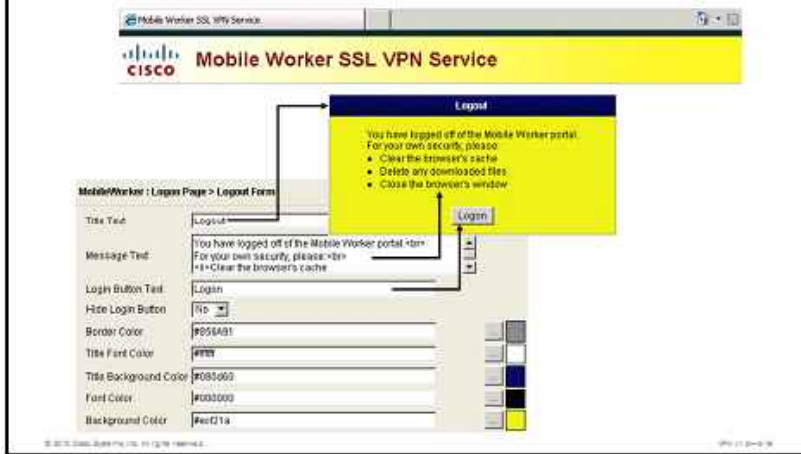 Mobile Worker SSL VPN Service
CISCO
Mobile Worker SSL VPN Service
Logout
You have logged off of the Mobile Worker portal.
For your own security, please:
Clear the browser's cache
Delete any downloaded files
Close the browser's window
Logon
MobileWorker : Logon Page > Logout Form
Title Text
Logout
Message Text
You have logged off of the Mobile Worker portal.<br>
For your own security, please:<br>
<li>Clear the browser's cache
Login Button Text
Logon
Hide Login Button
No
Border Color
#858A91
Title Font Color
#ffffff
Title Background Color
Font Color
#000000
Background Color
#ecf21a